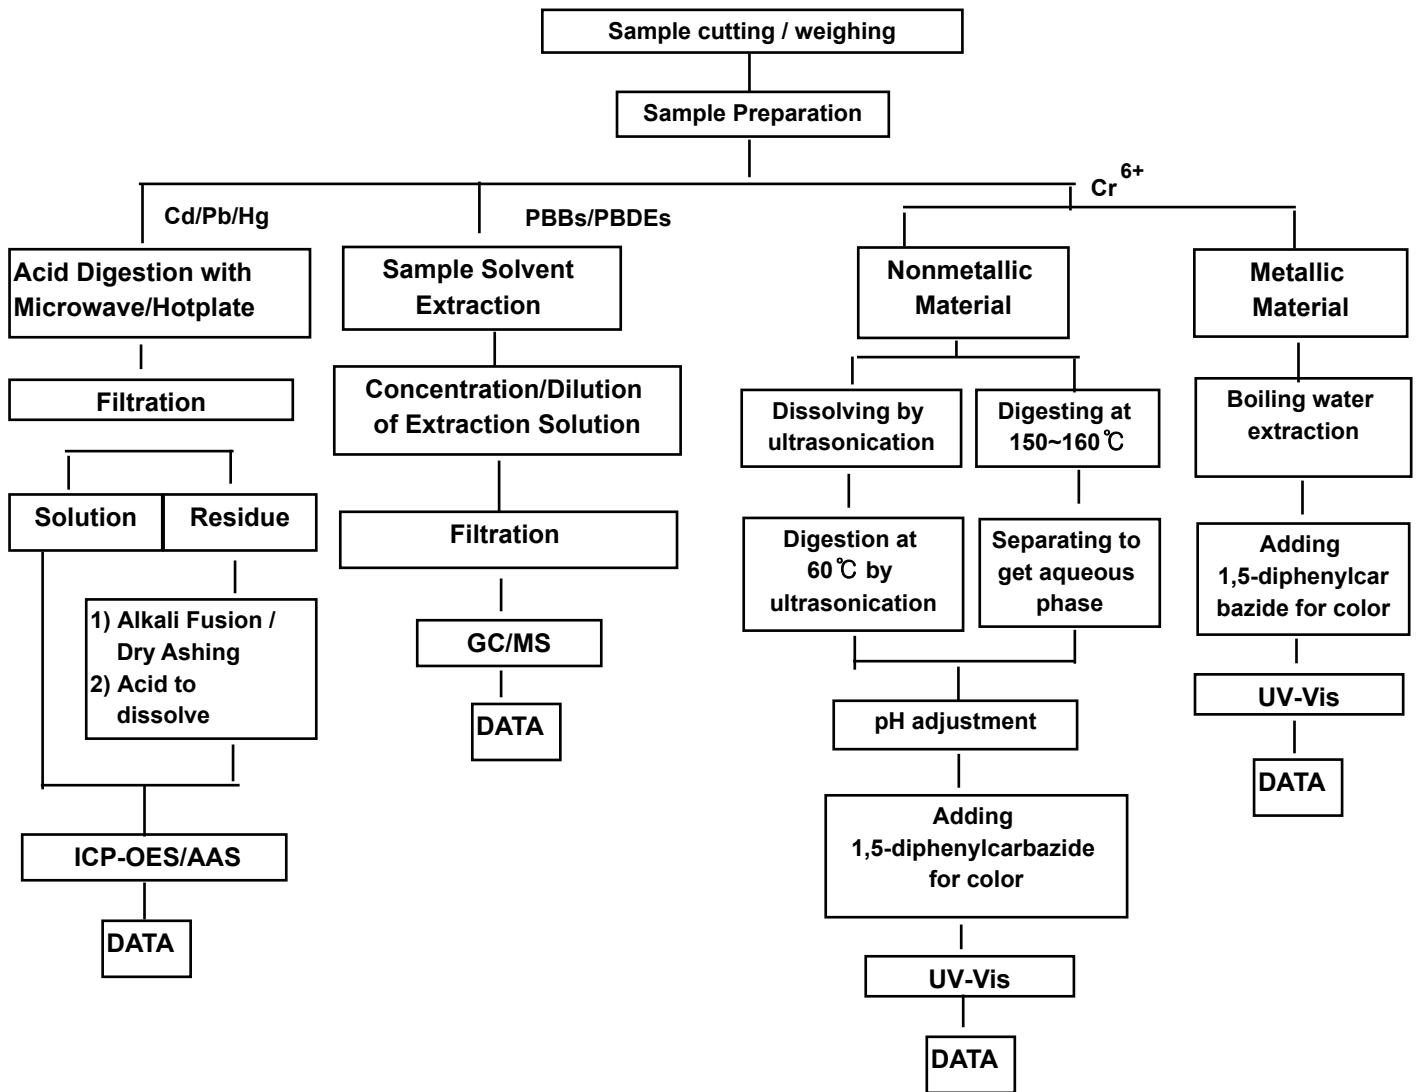 Sample cutting / weighing
Sample Preparation
Cd/Pb/Hg
Acid Digestion with
Microwave/Hotplate
Filtration
Solution
Residue
1) Alkali Fusion /
Dry Ashing
2) Acid to
dissolve
ICP-OES/AAS
DATA
PBBs/PBDEs
Sample Solvent
Extraction
Concentration/Dilution
of Extraction Solution
Filtration
GC/MS
DATA
Cr 6+
Nonmetallic
Material
Dissolving by
ultrasonication
Digestion at
60℃ by
ultrasonication
Digesting at
150~160℃
Separating to
get aqueous
phase
pH adjustment
Adding
1,5-diphenylcarbazide
for color
UV-Vis
DATA
Metallic
Material
Boiling water
extraction
Adding
1,5-diphenylcar
bazide for color
UV-Vis
DATA